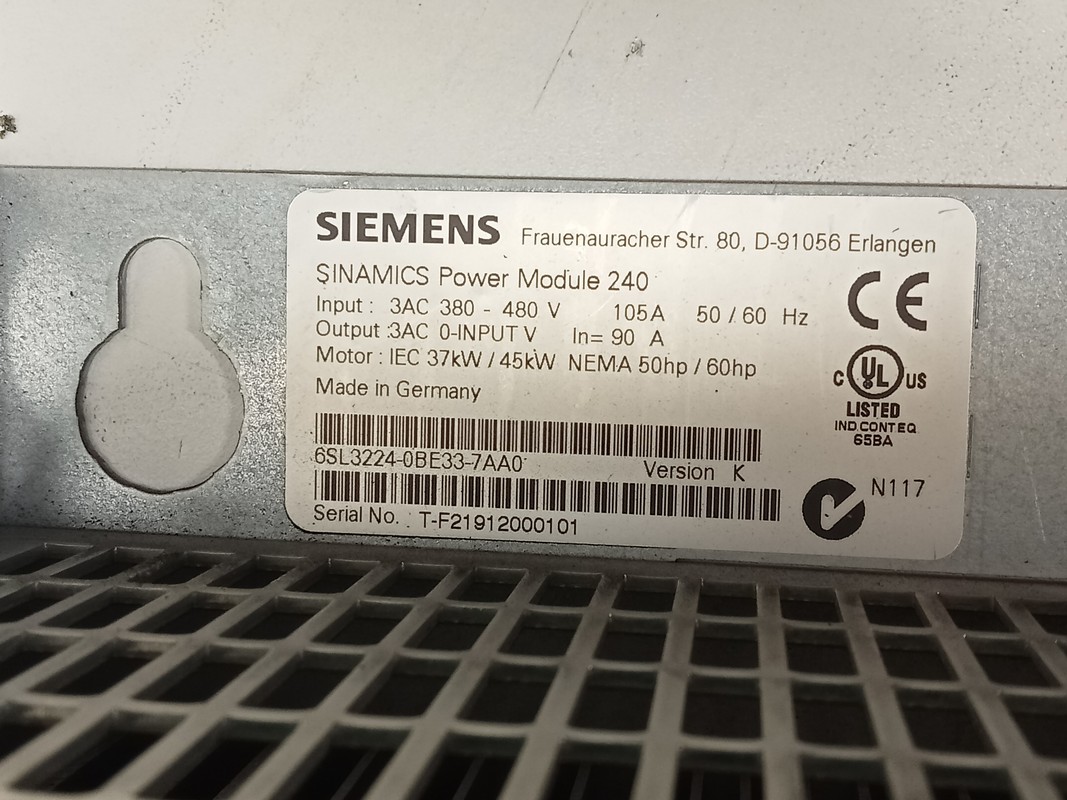 SIEMENS Frauenauracher Str. 80, D-91056 Erlangen
SINAMICS Power Module 240
Input : 3AC 380 - 480 V 105A 50 / 60 Hz
Output :3AC 0-INPUT V In= 90 A
Motor : IEC 37kW / 45kW NEMA 50hp / 60hp
Made in Germany
CE
C UL US
LISTED
IND.CONT.EQ.
65BA
6SL3224-0BE33-7AA0 Version K
N117
Serial No. : T-F21912000101